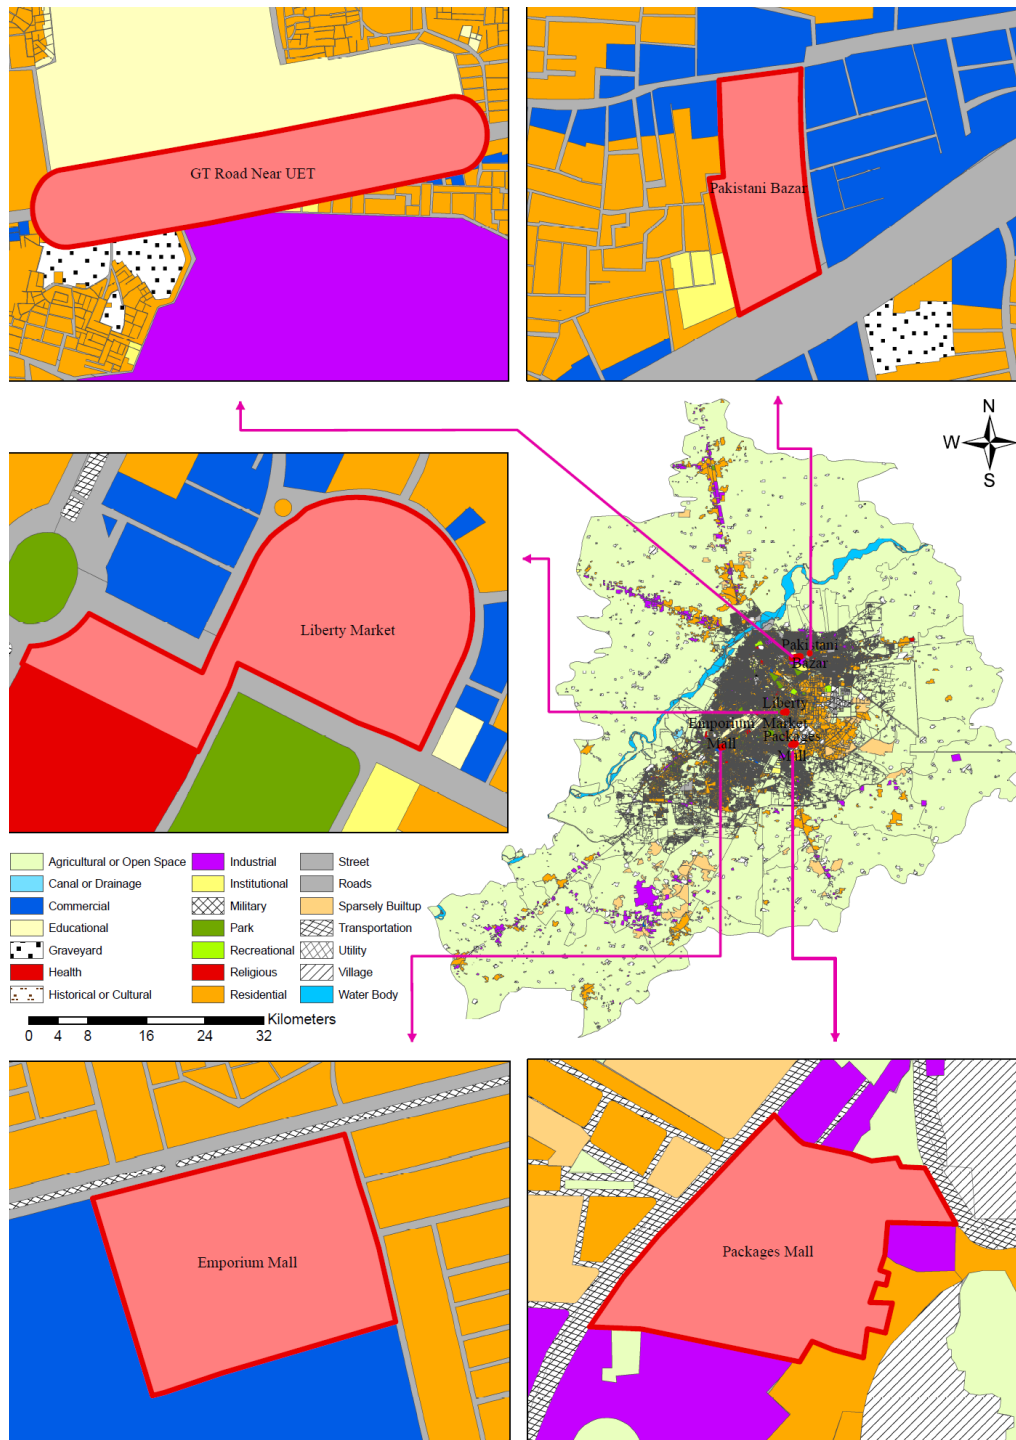 GT Road Near UET
Pakistani Bazar
N
W
S
Liberty Market
Pakistani
Bazar
Liberty
Market
Emporium
Mall
Packages
Mall
Agricultural or Open Space
Canal or Drainage
Commercial
Educational
Graveyard
Health
Historical or Cultural
Industrial
Institutional
Military
Park
Recreational
Religious
Residential
Street
Roads
Sparsely Builtup
Transportation
Utility
Village
Water Body
Kilometers
0 4 8 16 24 32
Emporium Mall
Packages Mall